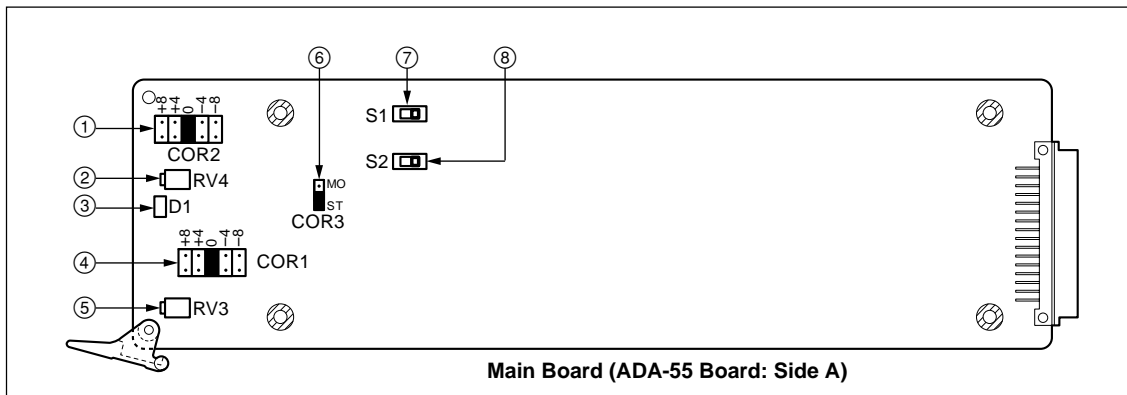 ⑥ ⑦ ⑧
+8 +4 0 −4 −8
①
S1
COR2
S2
② RV4
MO
③ D1
ST
COR3
+8 +4 0 −4 −8
④ COR1
⑤ RV3
Main Board (ADA-55 Board: Side A)